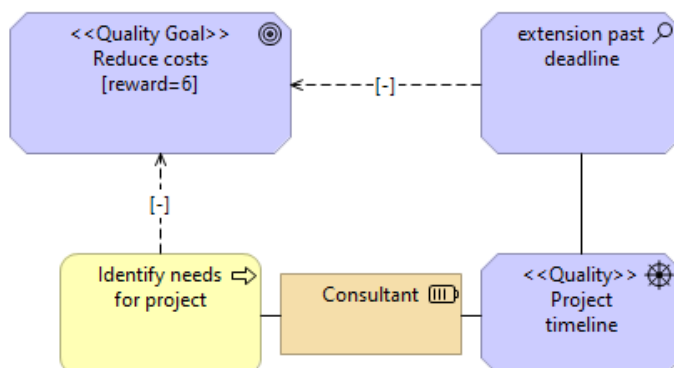 <<Quality Goal>>
Reduce costs
[reward=6]
extension past
deadline
[-]
[-]
Identify needs
for project
Consultant
<<Quality>>
Project
timeline